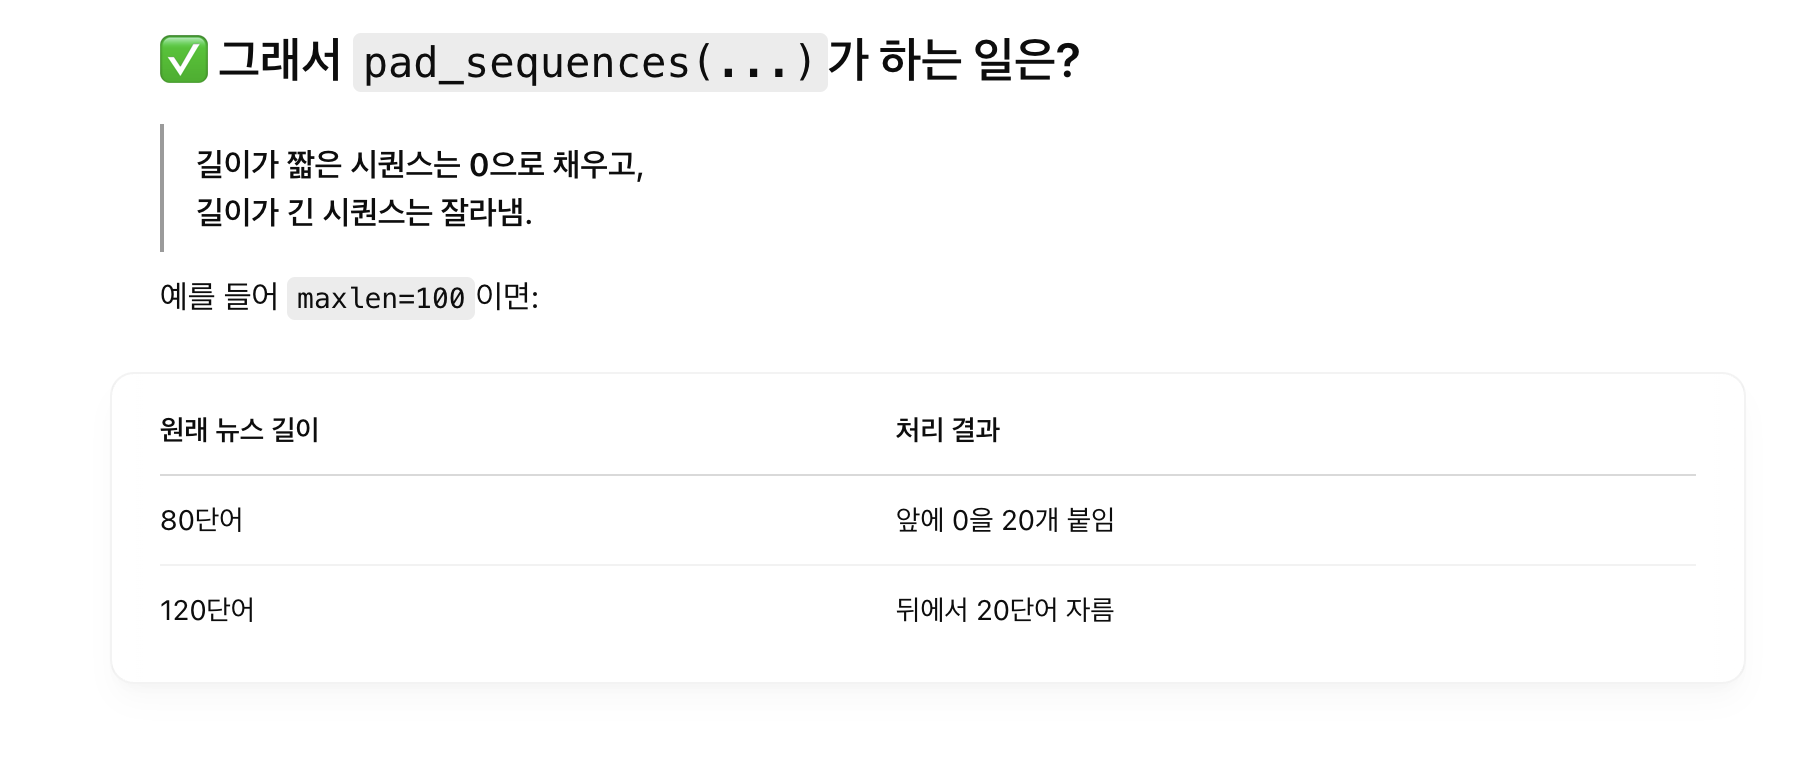 ✅ 그래서 pad_sequences(...)가 하는 일은?
길이가 짧은 시퀀스는 0으로 채우고,
길이가 긴 시퀀스는 잘라냄.
예를 들어 maxlen=100이면:
원래 뉴스 길이 처리 결과
80단어 앞에 0을 20개 붙임
120단어 뒤에서 20단어 자름